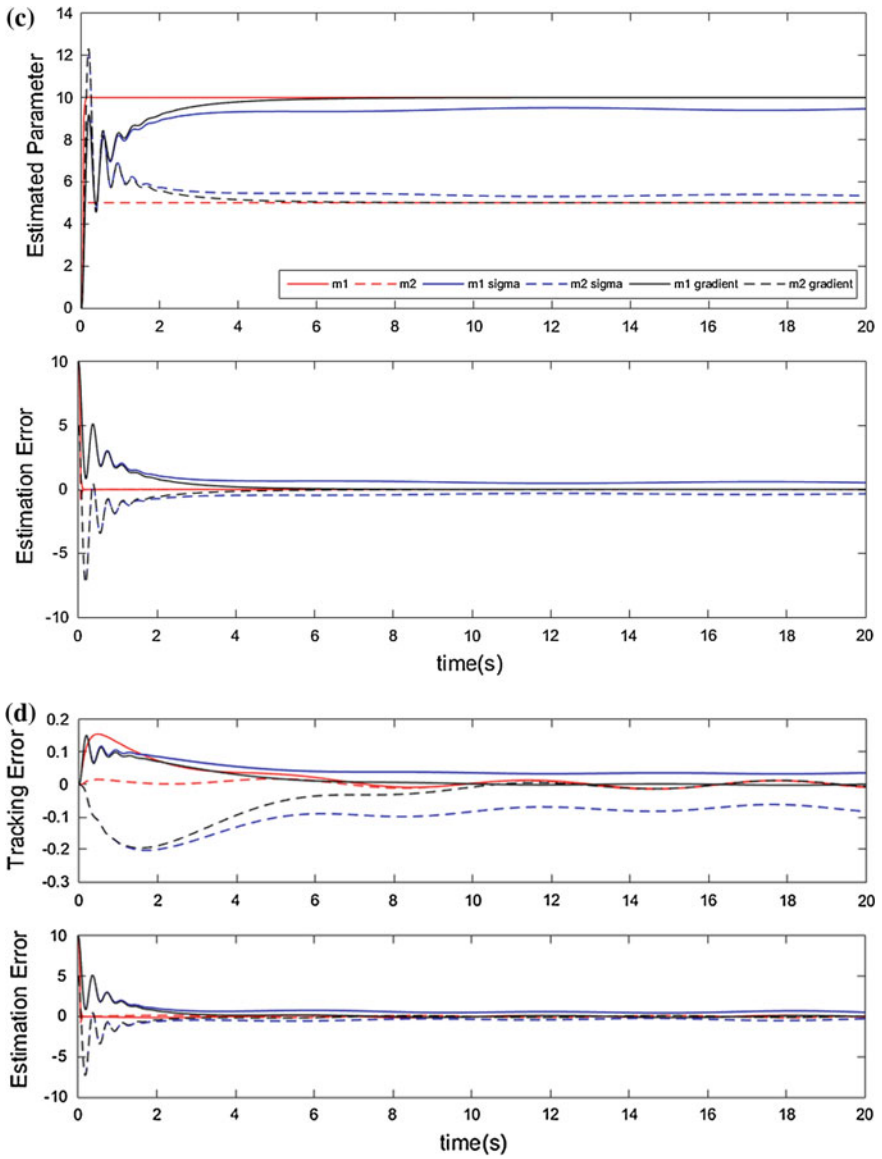 (c)
Estimated Parameter
14
12
10
8
6
4
2
0
m1 m2 m1 sigma m2 sigma m1 gradient m2 gradient
0 2 4 6 8 10 12 14 16 18 20
Estimation Error
10
5
0
-5
-10
0 2 4 6 8 10 12 14 16 18 20
time(s)
(d)
Tracking Error
0.2
0.1
0
-0.1
-0.2
-0.3
0 2 4 6 8 10 12 14 16 18 20
Estimation Error
10
5
0
-5
-10
0 2 4 6 8 10 12 14 16 18 20
time(s)